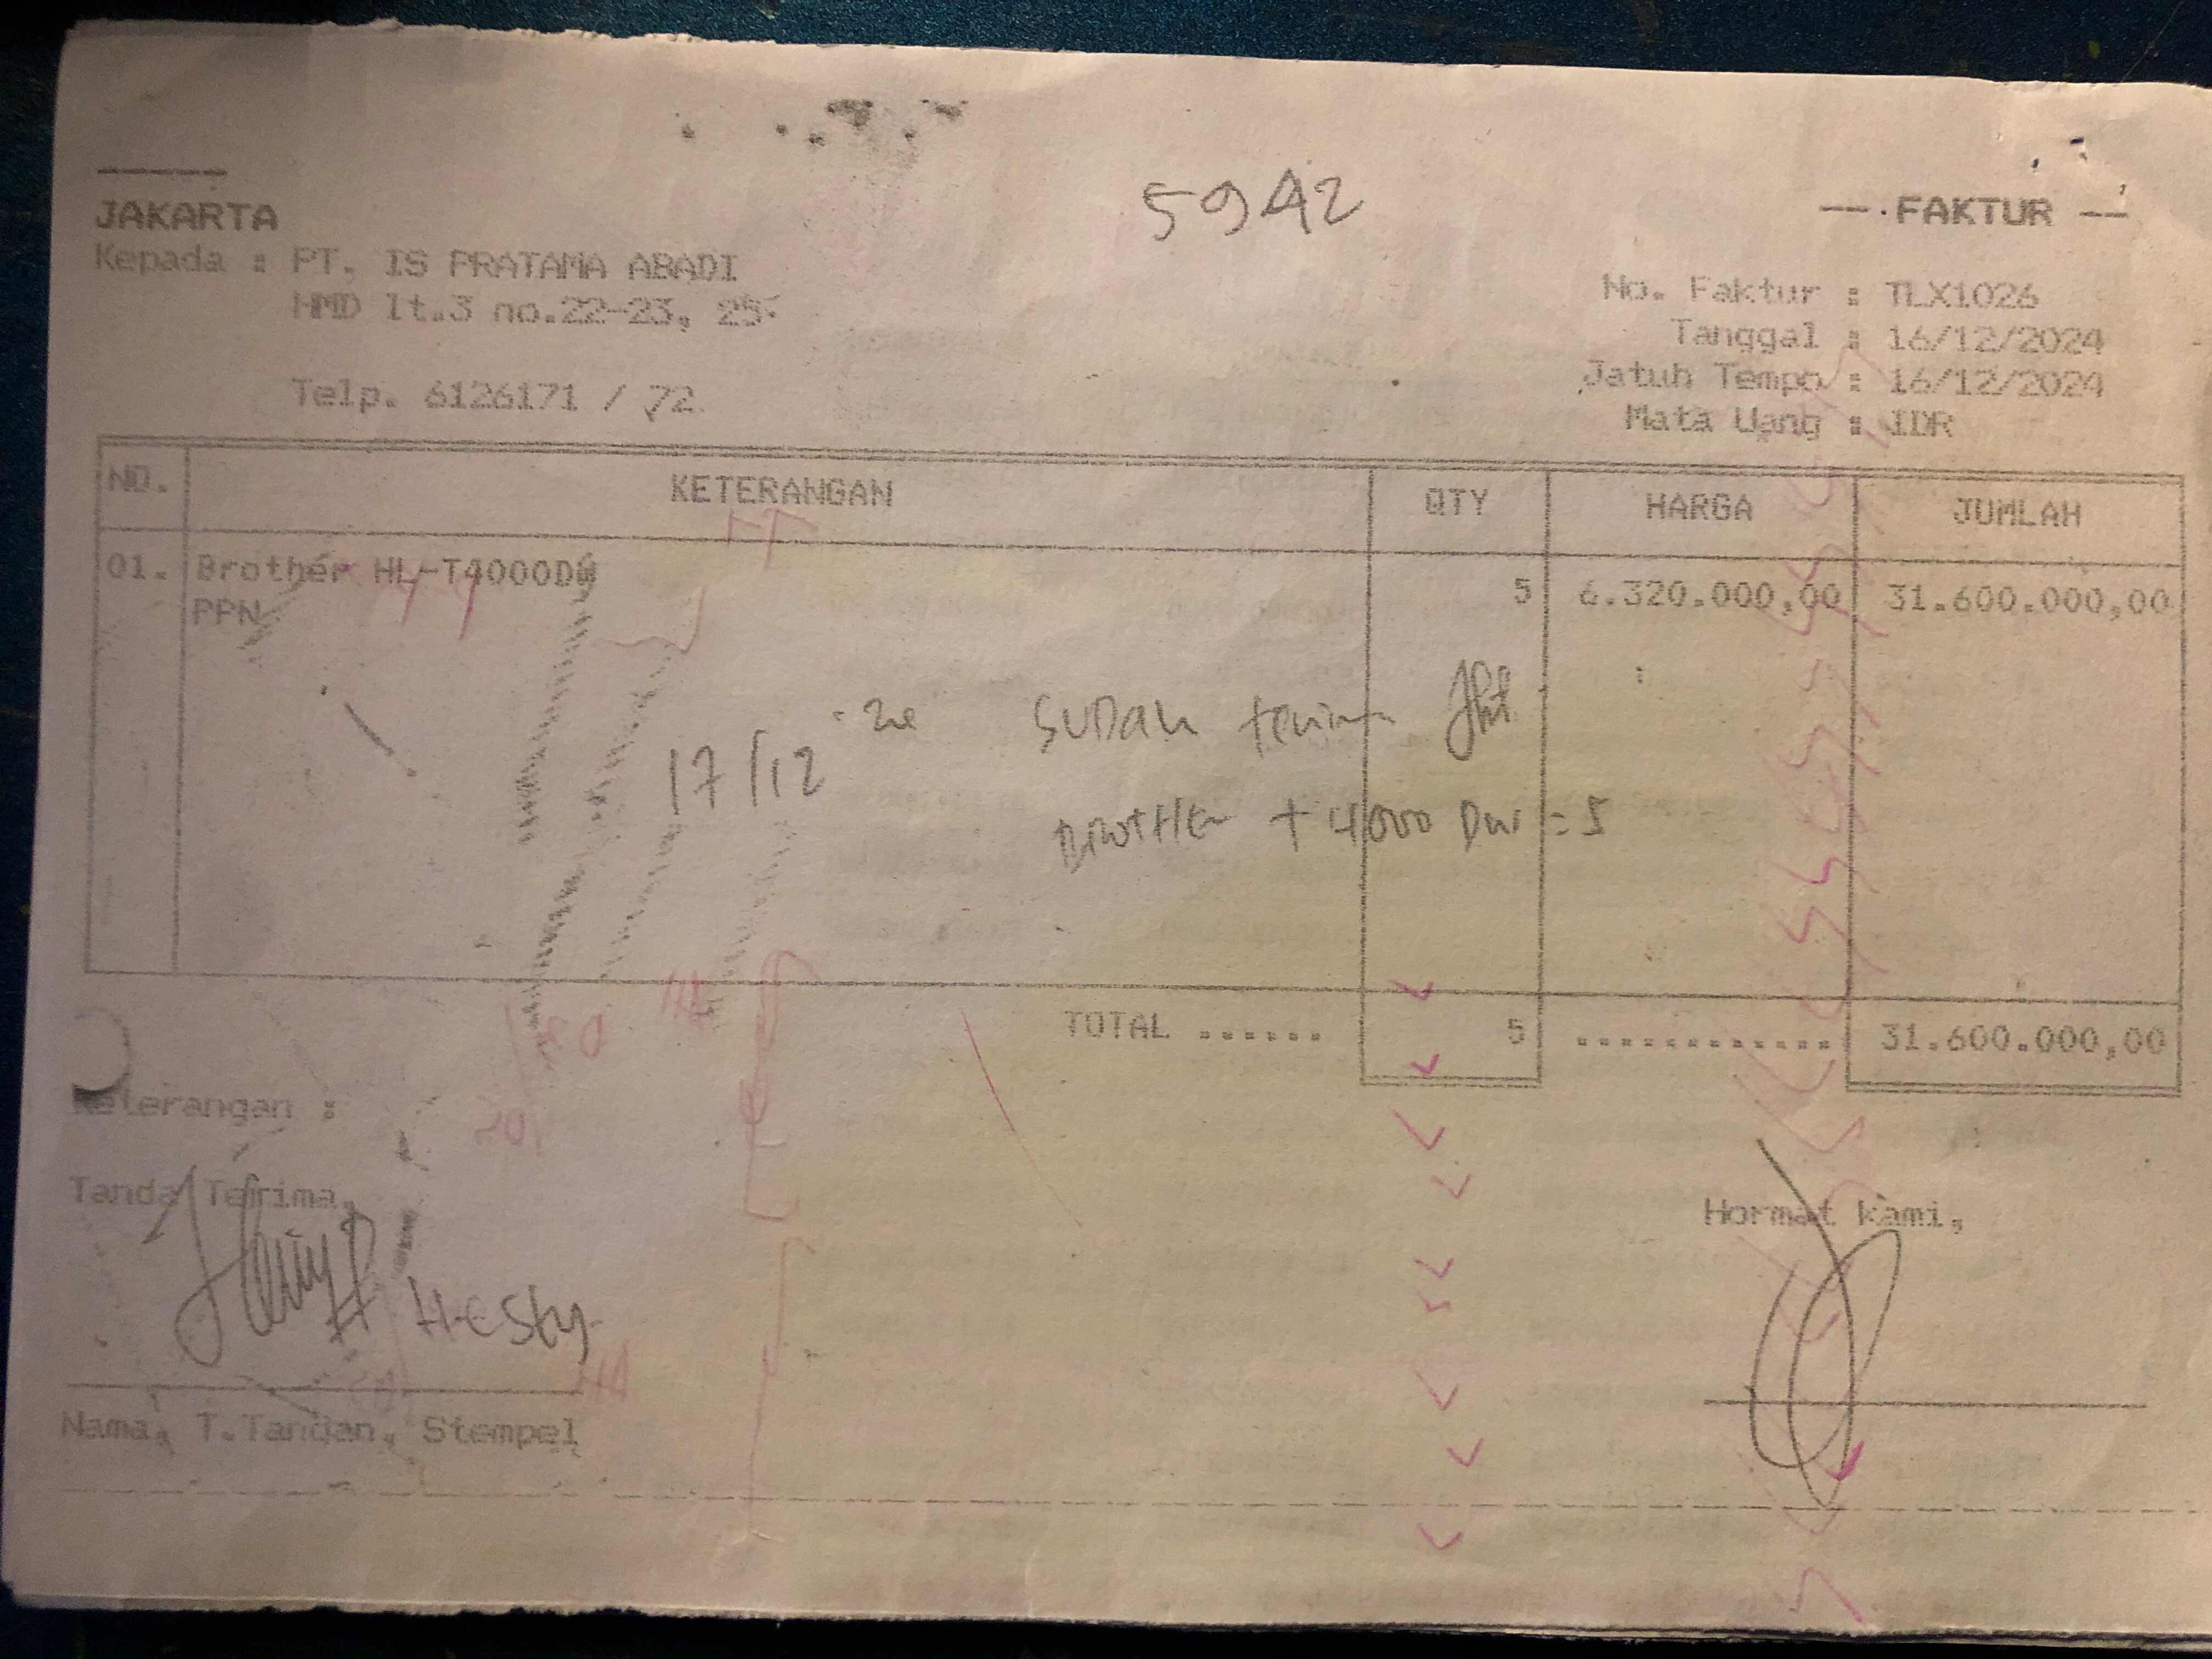 JAKARTA
Kepada : PT. IS PRATAMA ABADI
HMD lt.3 no.22-23, 25
Telp. 6126171 / 72
5942
-- FAKTUR --
No. Faktur : TLX1026
Tanggal : 16/12/2024
Jatuh Tempo : 16/12/2024
Mata Uang : IDR
NO. KETERANGAN QTY HARGA JUMLAH
01. Brother HL-T4000DW 5 6.320.000,00 31.600.000,00
PPN
17/12 SUDAH terima
BROTHER T 4000 DW = 5
TOTAL ...... 5 ............. 31.600.000,00
Keterangan :
Tanda Terima, Hormat kami,
Hesty
Nama, T.Tangan, Stempel